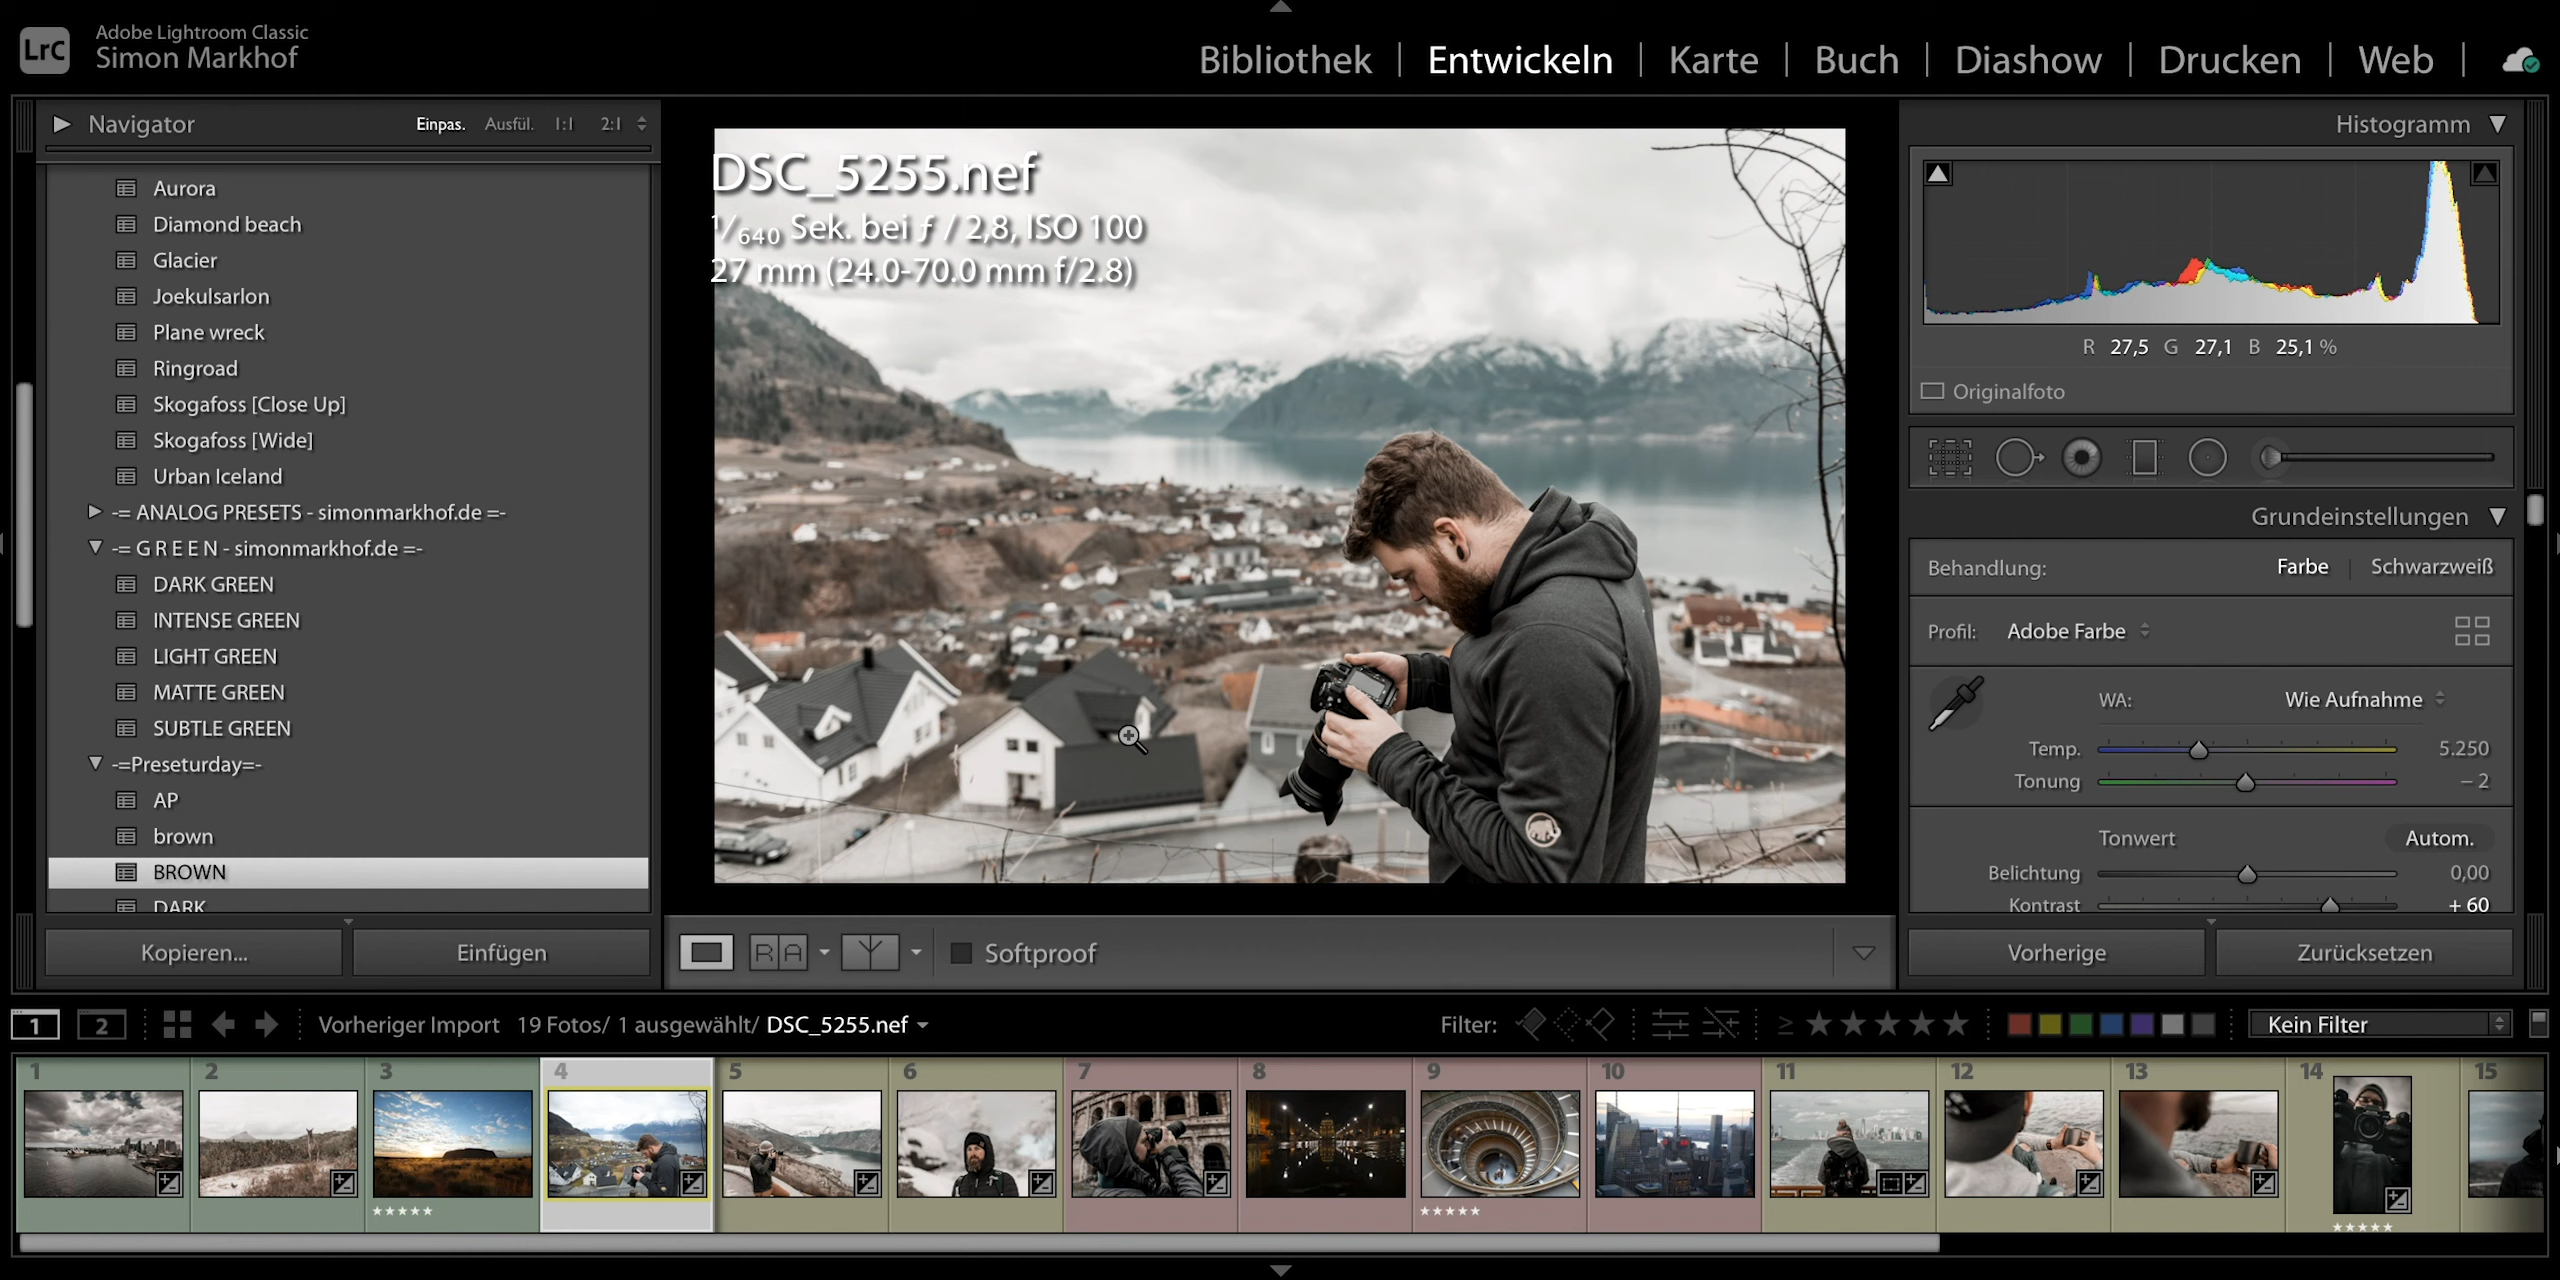 LrC
Adobe Lightroom Classic
Simon Markhof
Bibliothek | Entwickeln | Karte | Buch | Diashow | Drucken | Web |
Navigator
Einpas. Ausfül. 1:1 2:1
Aurora
Diamond beach
Glacier
Joekulsarlon
Plane wreck
Ringroad
Skogafoss [Close Up]
Skogafoss [Wide]
Urban Iceland
-= ANALOG PRESETS - simonmarkhof.de =-
-= G R E E N - simonmarkhof.de =-
DARK GREEN
INTENSE GREEN
LIGHT GREEN
MATTE GREEN
SUBTLE GREEN
-=Preseturday=-
AP
brown
BROWN
DARK
Kopieren...
Einfügen
DSC_5255.nef
1/640 Sek. bei ƒ / 2,8, ISO 100
27 mm (24.0-70.0 mm f/2.8)
R A
Y
Softproof
Histogramm
R 27,5 G 27,1 B 25,1 %
Originalfoto
Grundeinstellungen
Behandlung: Farbe | Schwarzweiß
Profil: Adobe Farbe
WA: Wie Aufnahme
Temp. 5.250
Tonung – 2
Tonwert Autom.
Belichtung 0,00
Kontrast + 60
Vorherige
Zurücksetzen
1 2 Vorheriger Import 19 Fotos/ 1 ausgewählt/ DSC_5255.nef
Filter: ≥ ★★★★★ Kein Filter
1 2 3 4 5 6 7 8 9 10 11 12 13 14 15
★★★★★ ★★★★★ ★★★★★